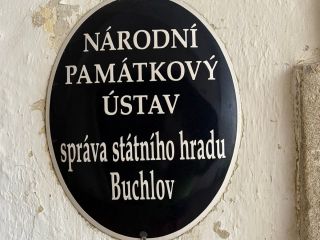 NÁRODNÍ
PAMÁTKOVÝ
ÚSTAV
správa státního hradu
Buchlov